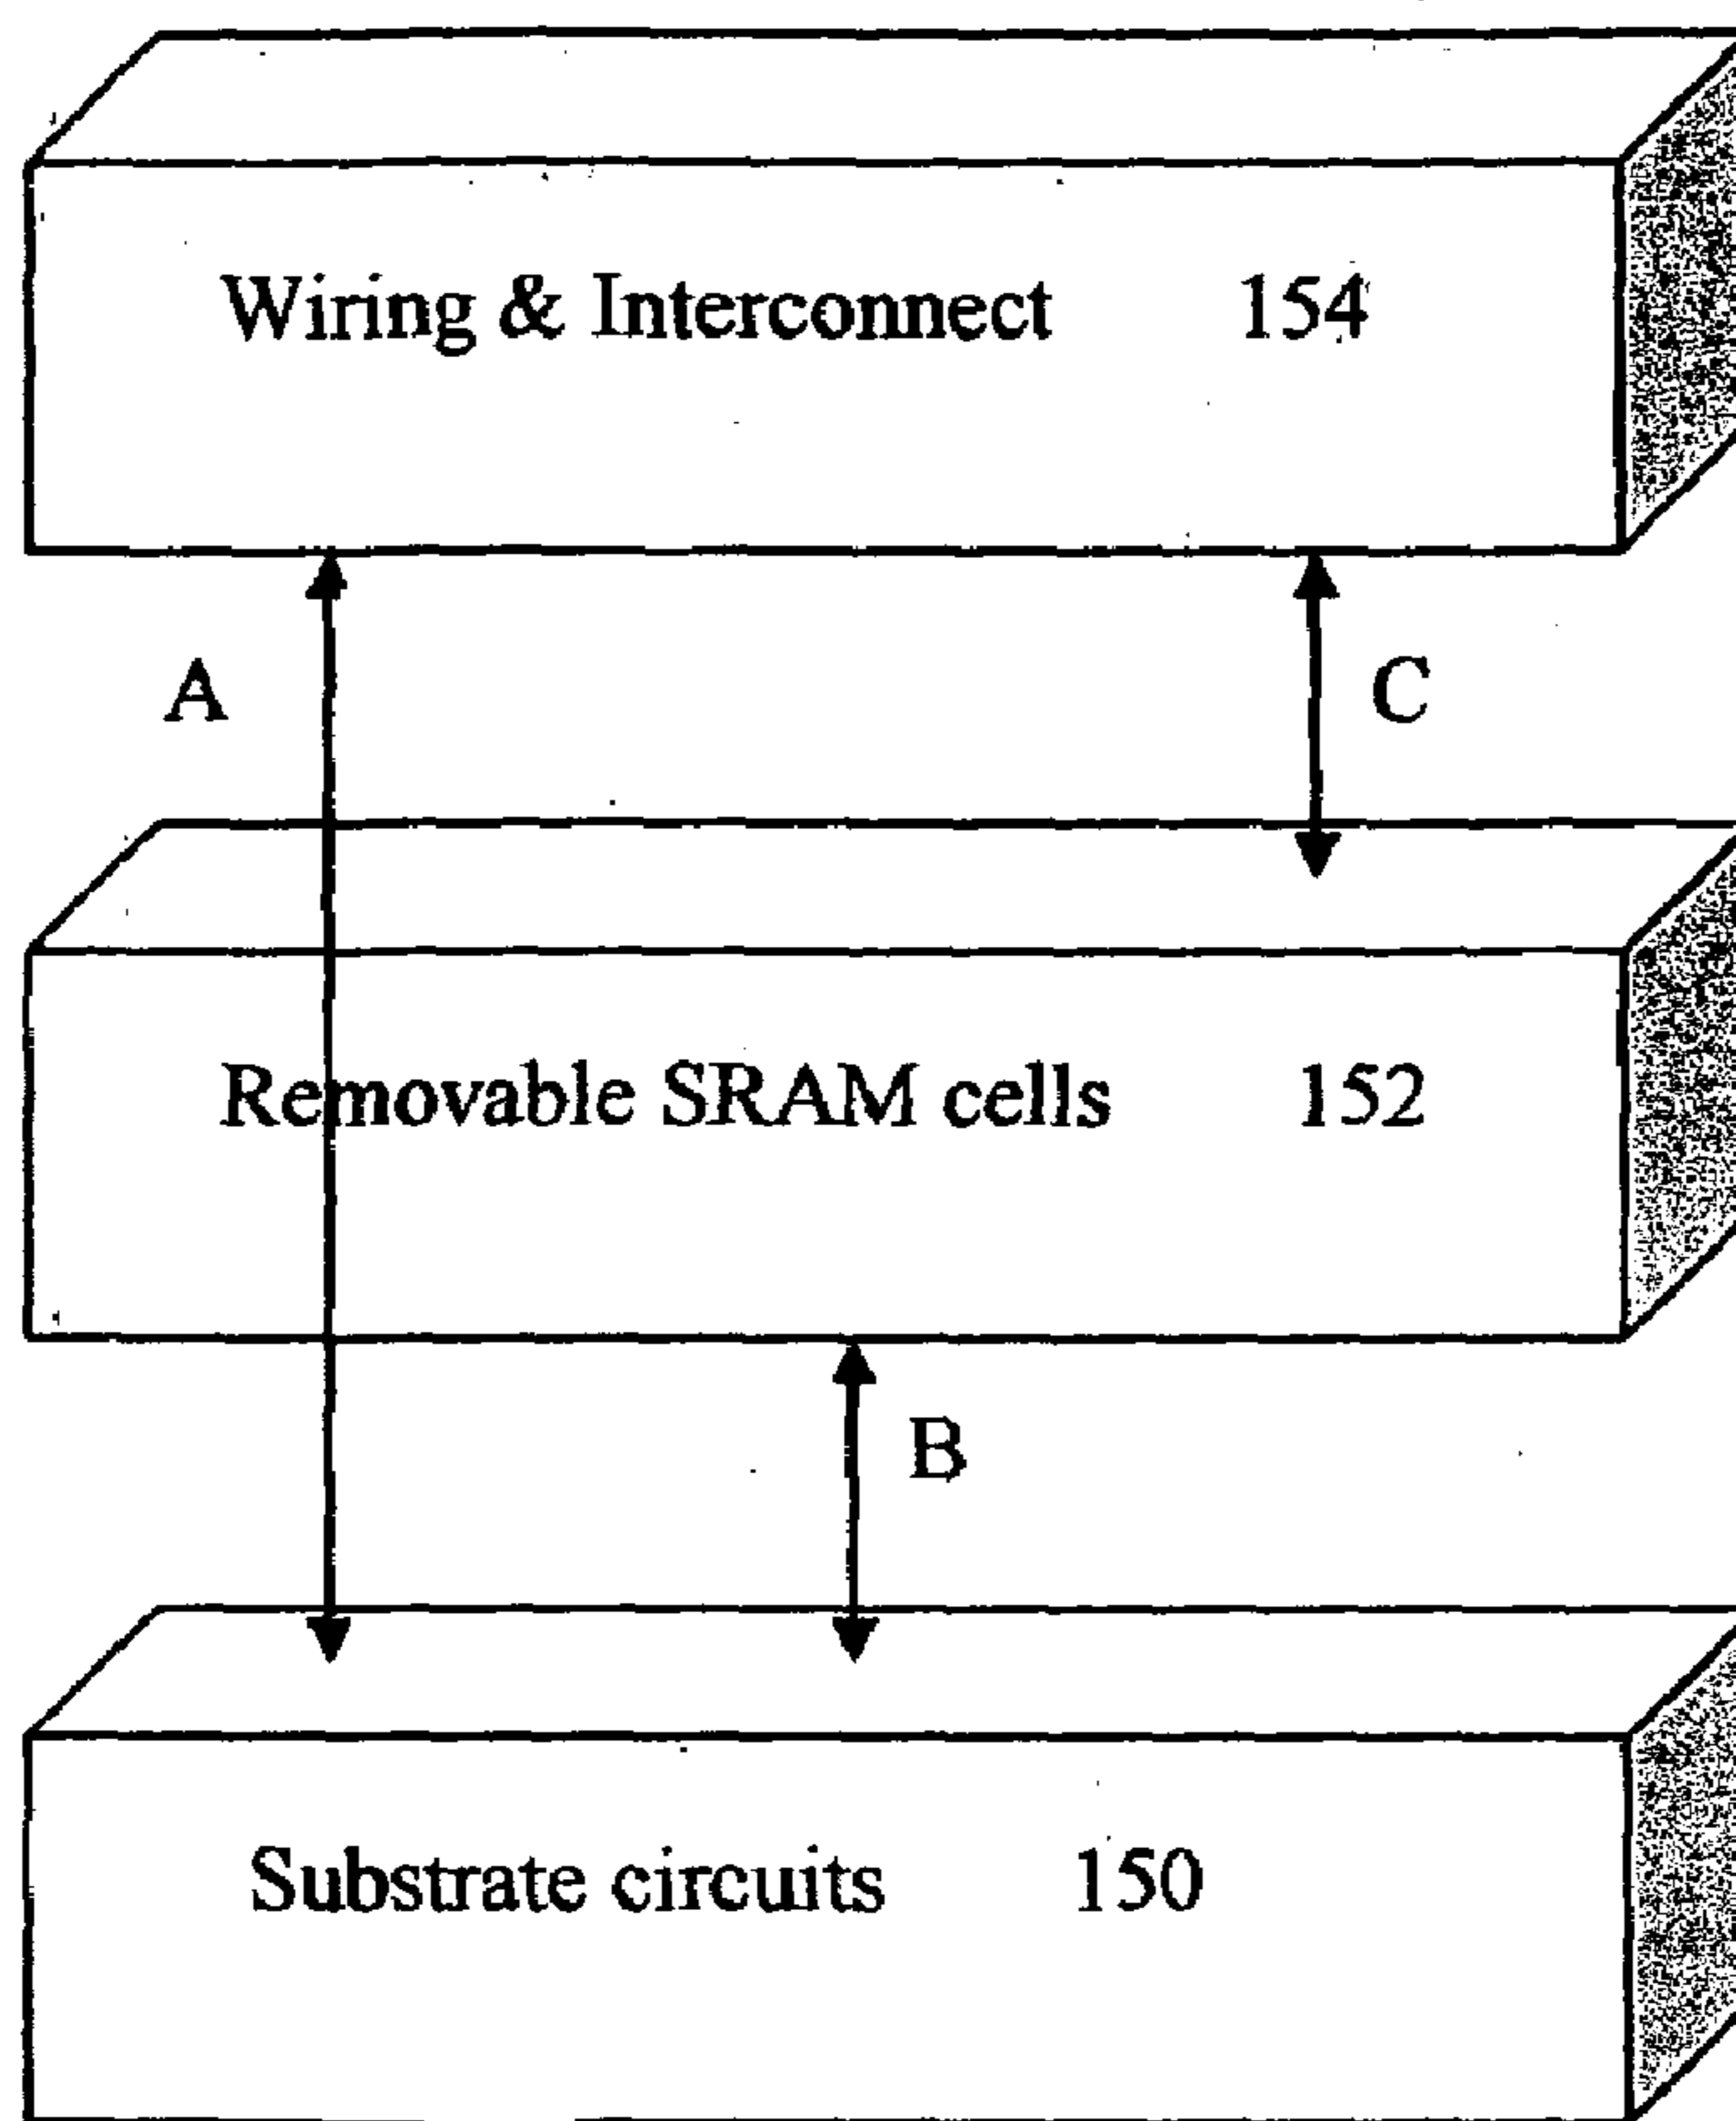 Wiring & Interconnect 154
A
C
Removable SRAM cells 152
B
Substrate circuits 150